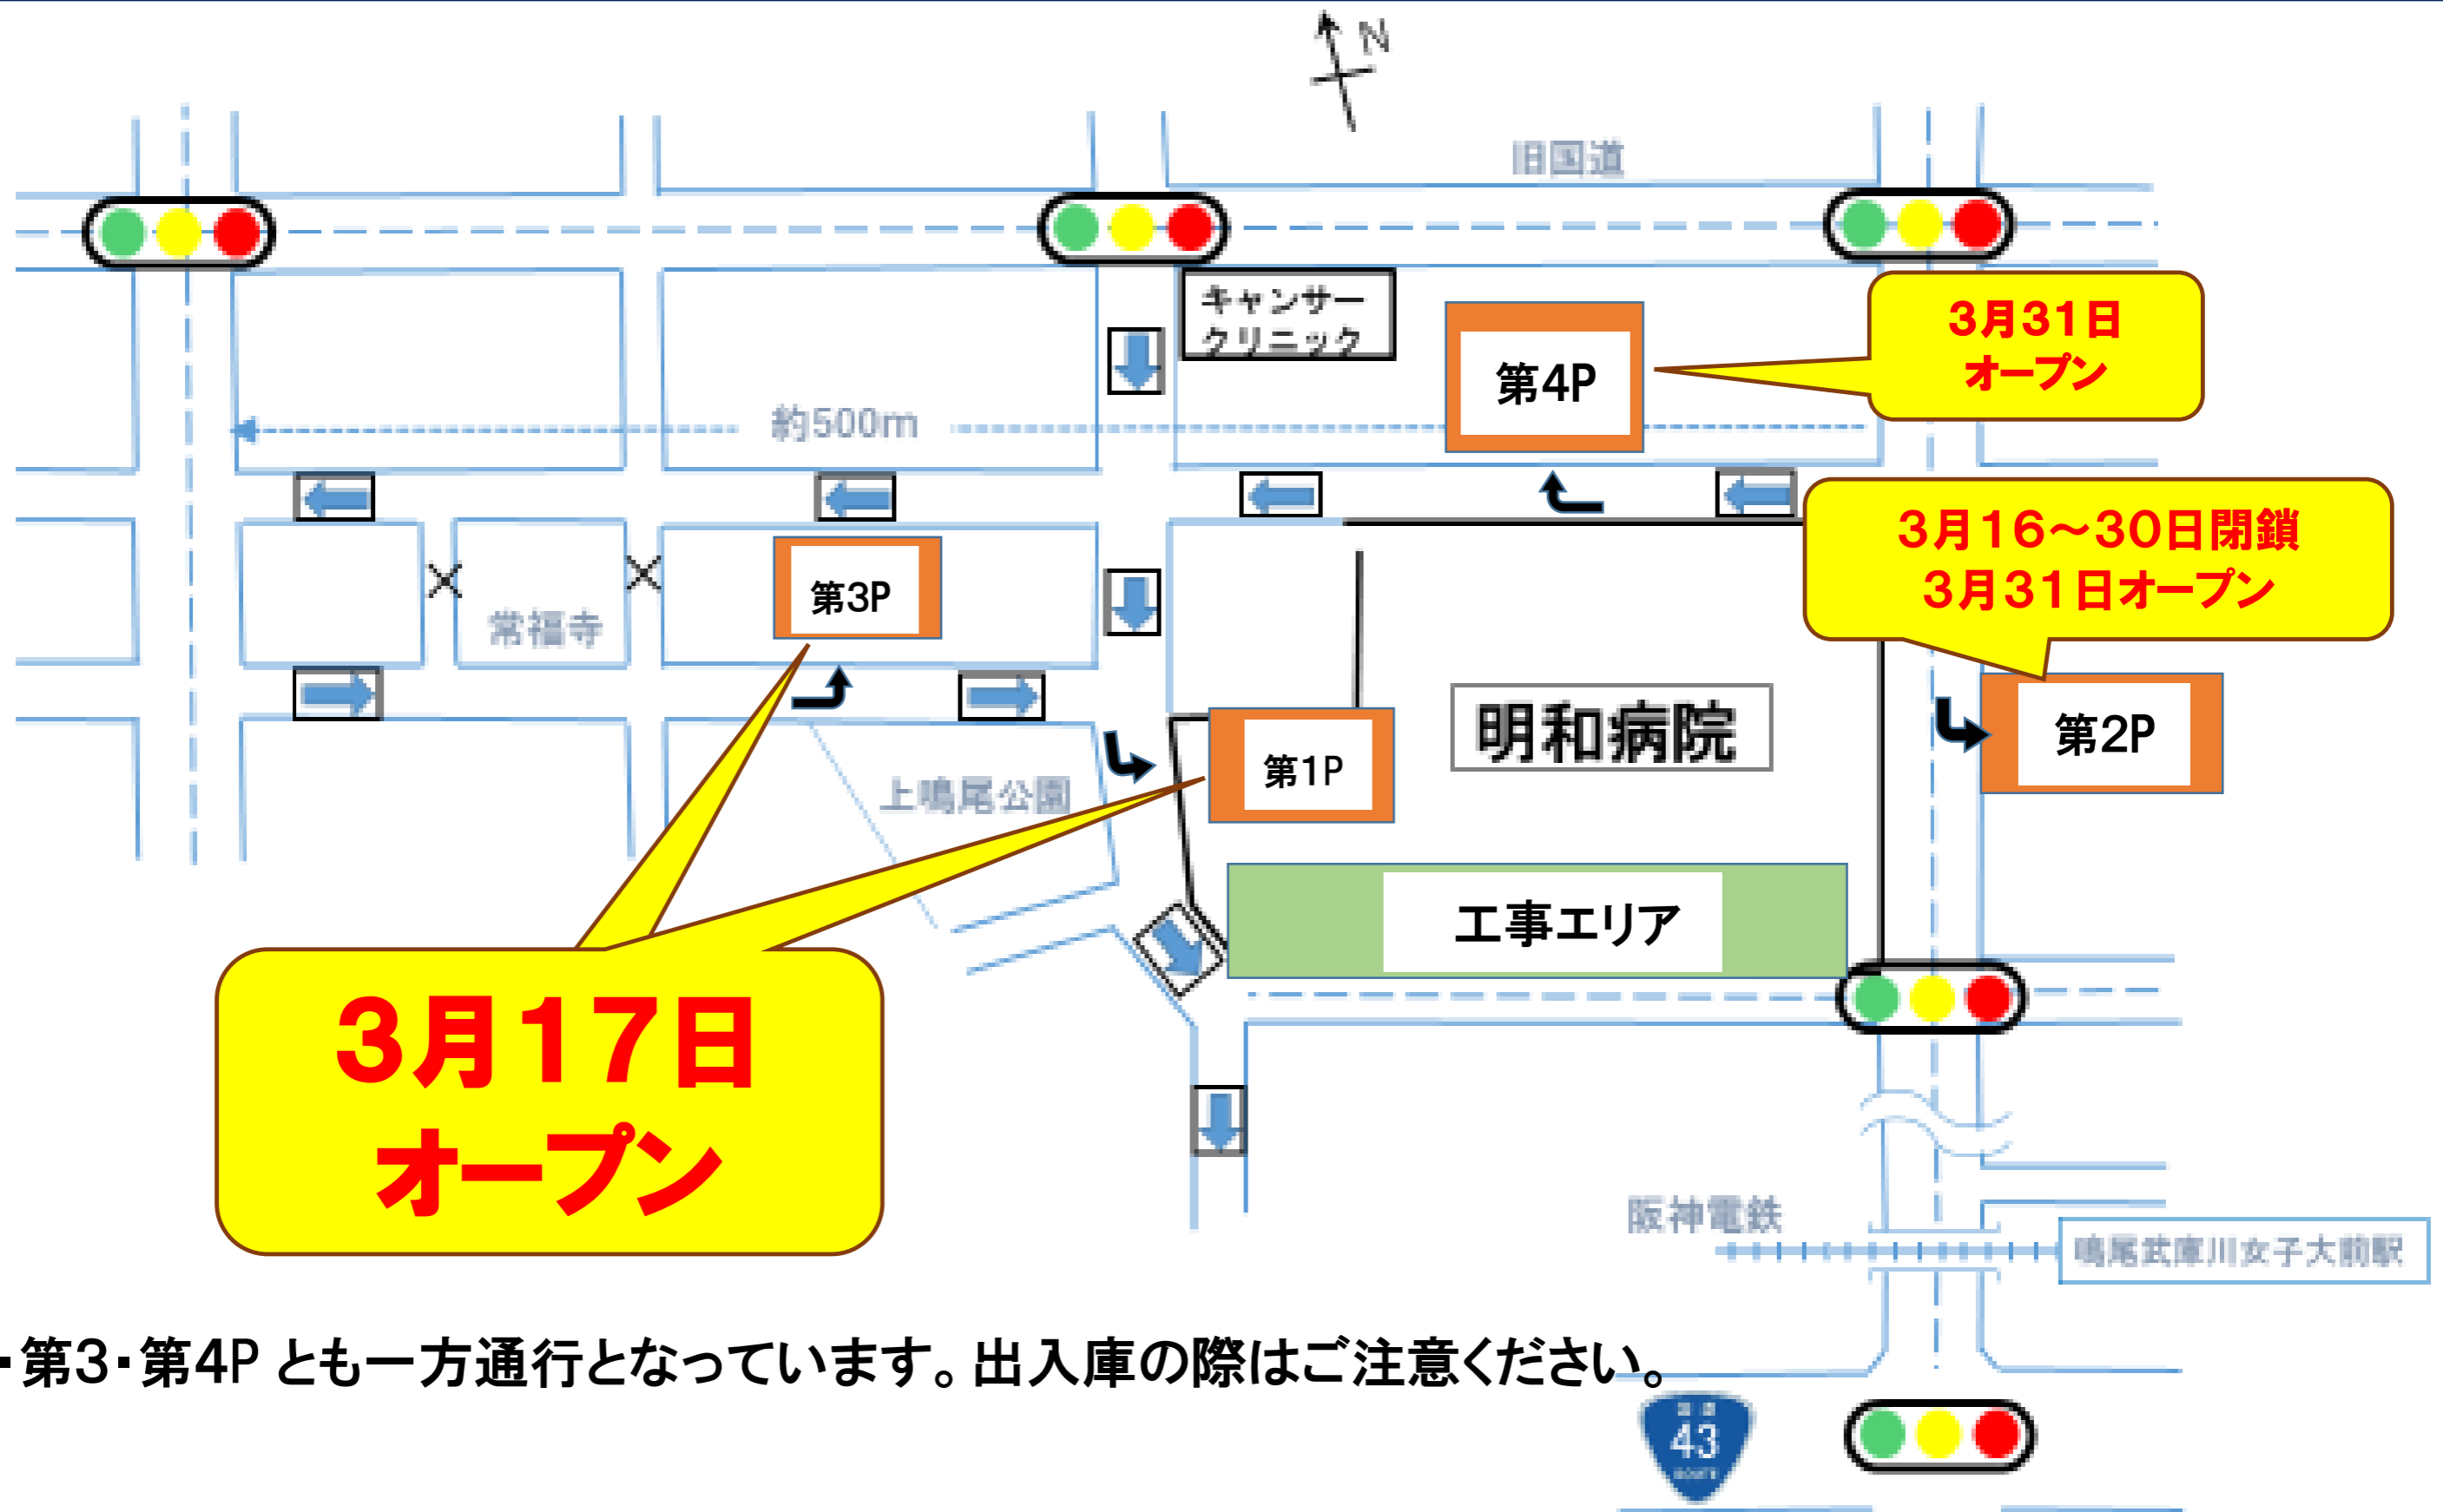 N
旧国道
キャンサー
クリニック
第4P
3月31日
オープン
約500m
3月16～30日閉鎖
3月31日オープン
第3P
常福寺
明和病院
第1P
第2P
上鳴尾公園
工事エリア
3月17日
オープン
阪神電鉄
鳴尾武庫川女子大前駅
・第3・第4P とも一方通行となっています。出入庫の際はご注意ください。
43
ROUTE